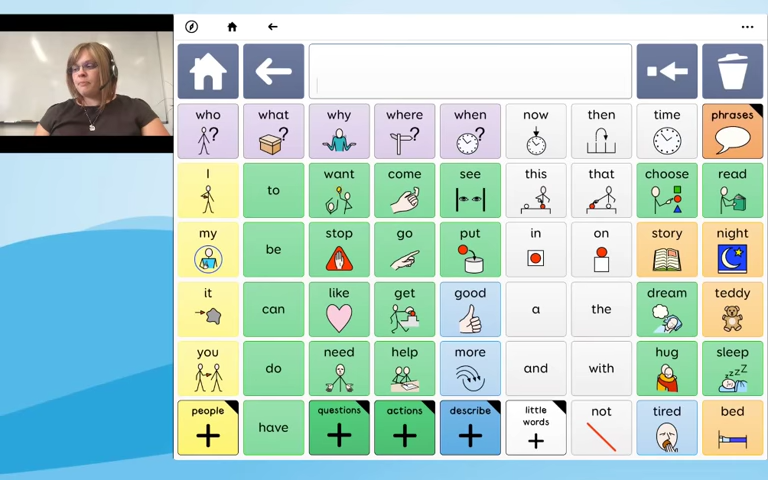 who what why where when now then time phrases
I to want come see this that choose read
my be stop go put in on story night
it can like get good a the dream teddy
you do need help more and with hug sleep
people have questions actions describe little words not tired bed